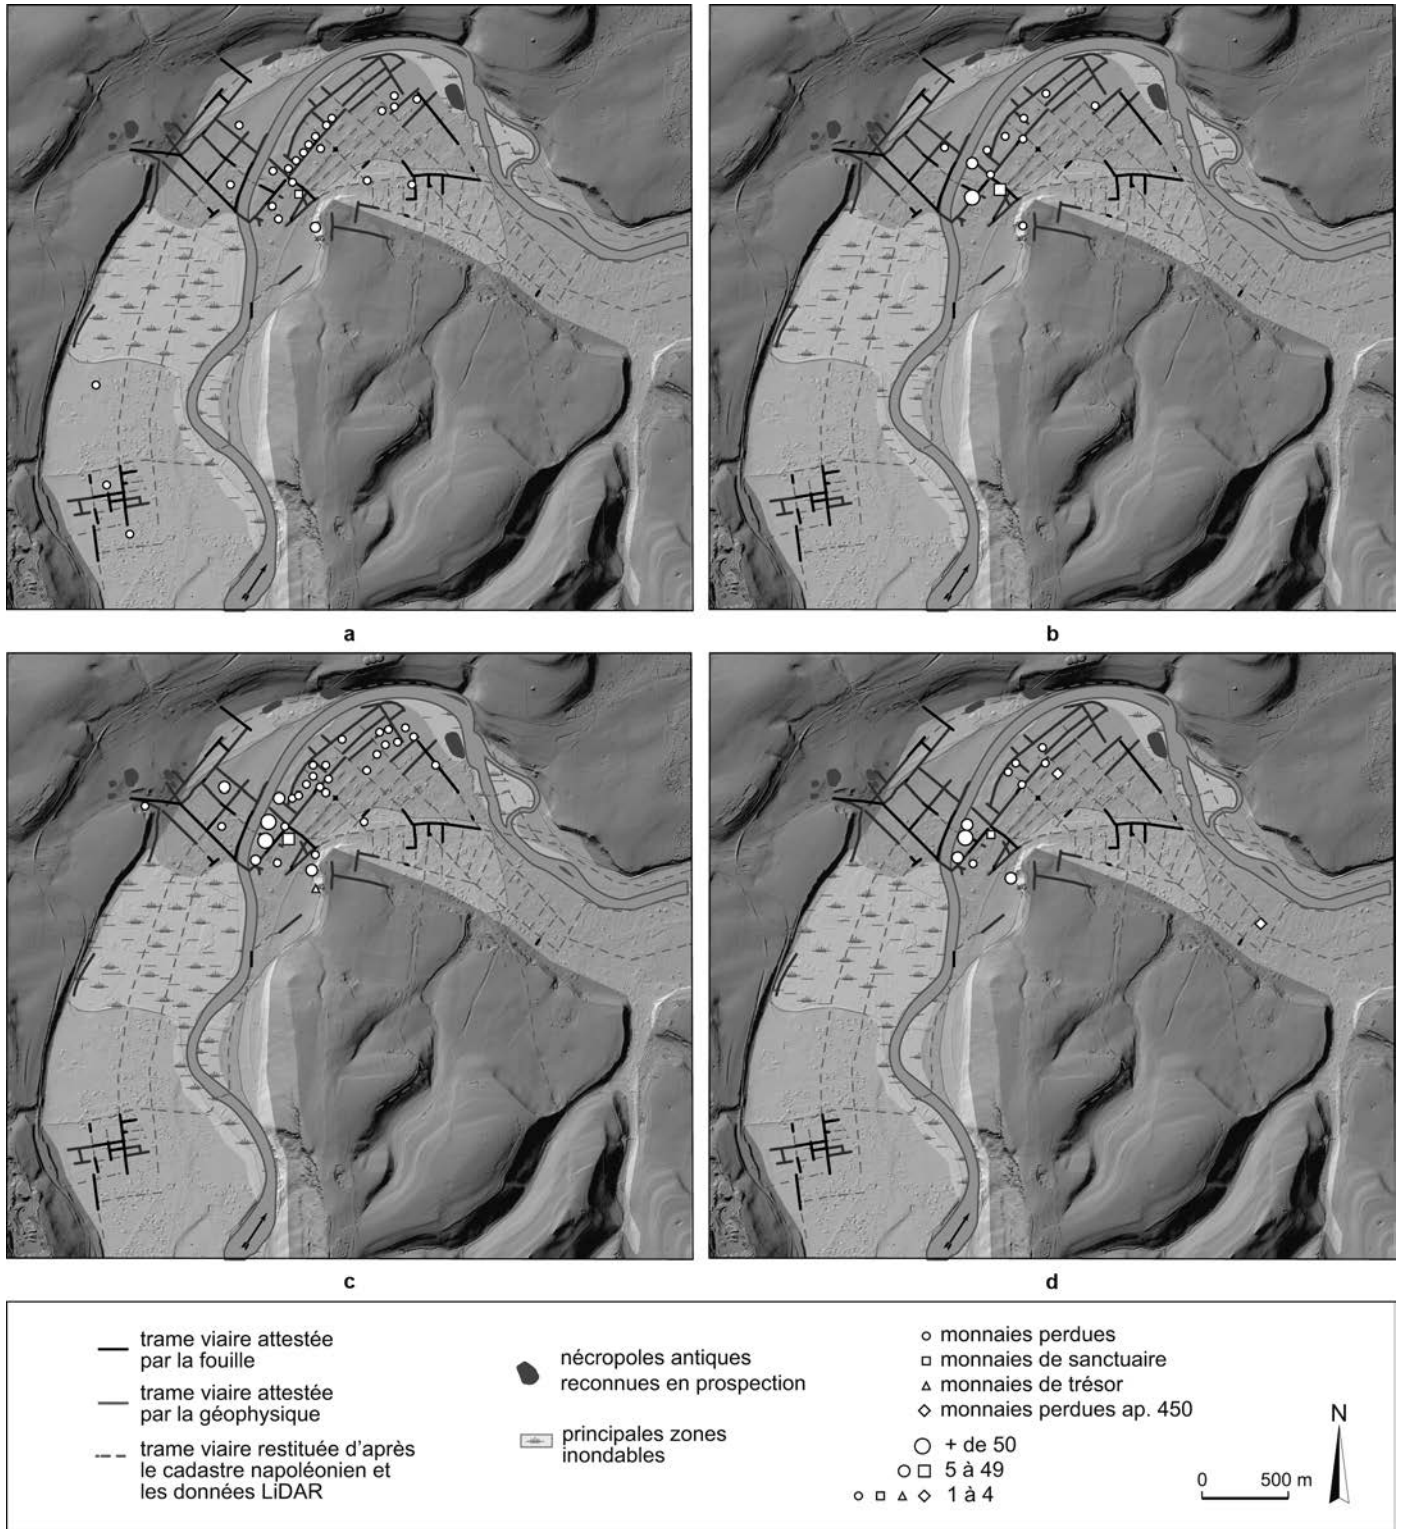 a
b
c
d
trame viaire attestée
par la fouille
trame viaire attestée
par la géophysique
trame viaire restituée d'après
le cadastre napoléonien et
les données LiDAR
nécropoles antiques
reconnues en prospection
principales zones
inondables
monnaies perdues
monnaies de sanctuaire
monnaies de trésor
monnaies perdues ap. 450
+ de 50
5 à 49
1 à 4
0 500 m
N